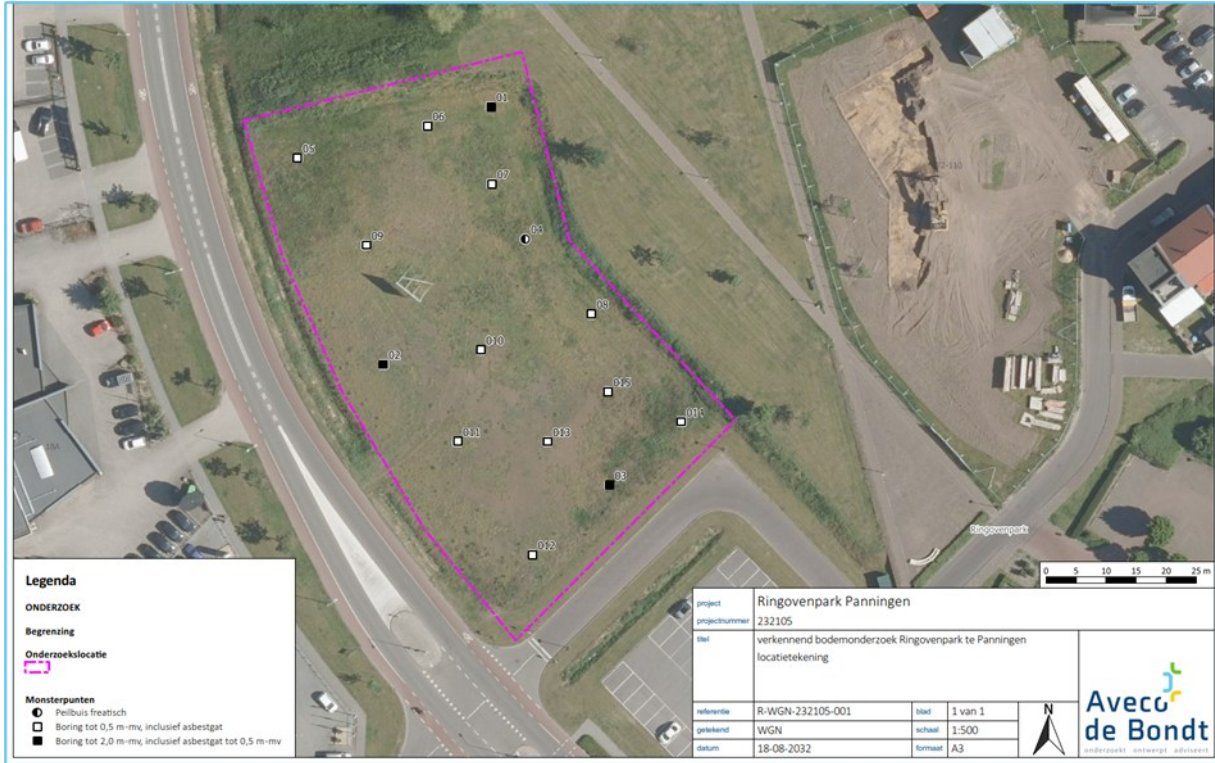 01
06
05
07
04
09
08
010
02
015
014
011
013
03
012
Ringovenpark
0 5 10 15 20 25 m
Legenda
ONDERZOEK
Begrenzing
Onderzoekslocatie
Monsterpunten
Peilbuis freatisch
Boring tot 0,5 m-mv, inclusief asbestgat
Boring tot 2,0 m-mv, inclusief asbestgat tot 0,5 m-mv
project Ringovenpark Panningen
projectnummer 232105
titel verkennend bodemonderzoek Ringovenpark te Panningen
locatietekening
referentie R-WGN-232105-001 blad 1 van 1
getekend WGN schaal 1:500
datum 18-08-2032 formaat A3
N
Aveco
de Bondt
onderzoekt ontwerpt adviseert